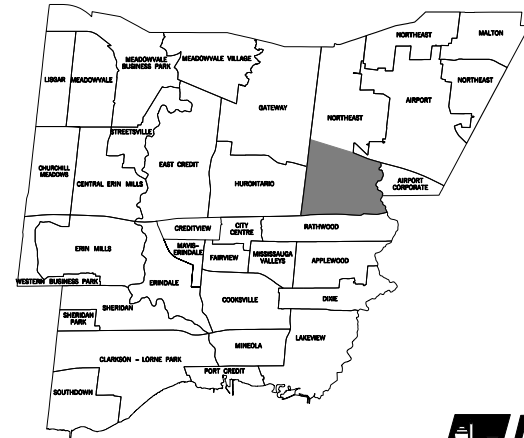 NORTHEAST
MALTON
MEADOWVALE
BUSINESS PARK
MEADOWVALE VILLAGE
LISGAR
MEADOWVALE
NORTHEAST
GATEWAY
AIRPORT
NORTHEAST
STREETSVILLE
EAST CREDIT
CHURCHILL
MEADOWS
CENTRAL ERIN MILLS
HURONTARIO
AIRPORT
CORPORATE
CREDITVIEW
CITY
CENTRE
RATHWOOD
ERIN MILLS
MAVIS-
ERINDALE
FAIRVIEW
MISSISSAUGA
VALLEYS
APPLEWOOD
WESTERN BUSINESS PARK
ERINDALE
SHERIDAN
COOKSVILLE
DIXIE
SHERIDAN
PARK
LAKEVIEW
MINEOLA
CLARKSON - LORNE PARK
PORT CREDIT
SOUTHDOWN